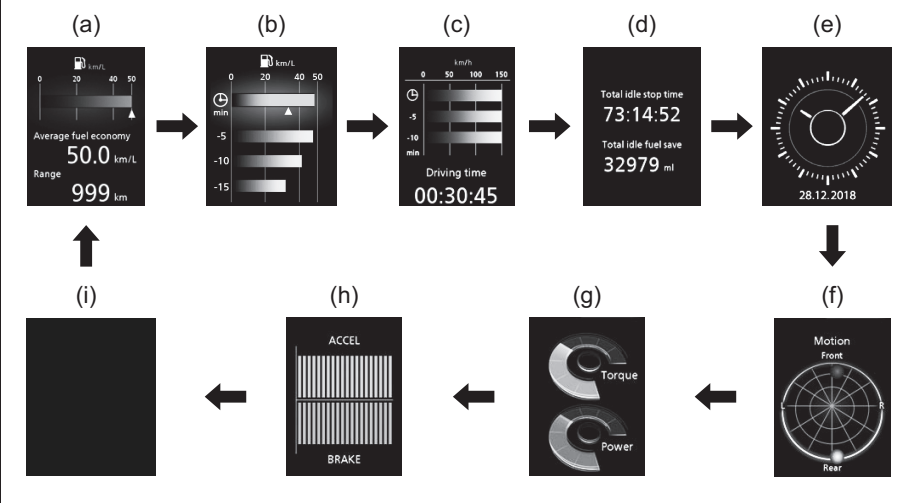 (a)
km/L
0 20 40 50
Average fuel economy
50.0 km/L
Range
999 km
(b)
km/L
0 20 40 50
min
-5
-10
-15
(c)
km/h
0 50 100 150
-5
-10
min
Driving time
00:30:45
(d)
Total idle stop time
73:14:52
Total idle fuel save
32979 ml
(e)
28.12.2018
(f)
Motion
Front
L R
Rear
(g)
Torque
Power
(h)
ACCEL
BRAKE
(i)